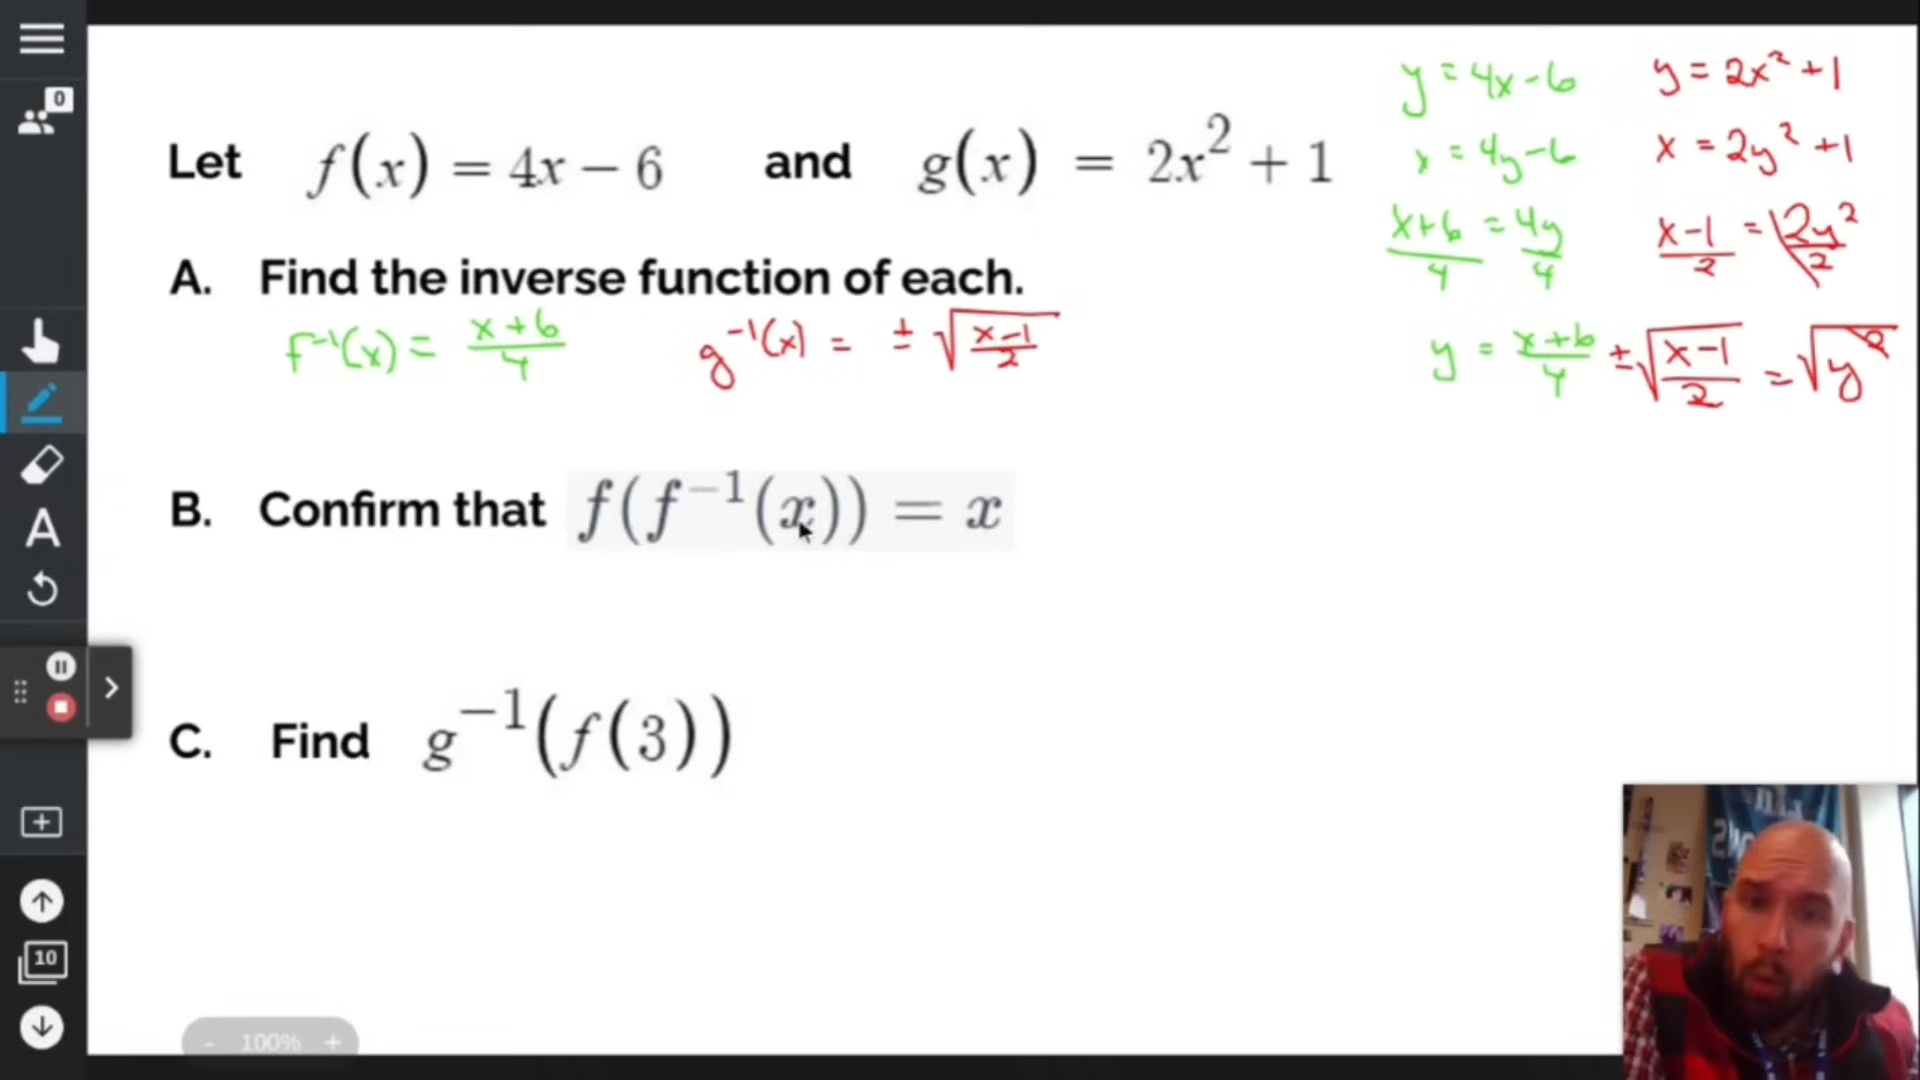 0
y = 4x - 6
y = 2x² + 1
Let f(x) = 4x − 6 and g(x) = 2x² + 1
x = 4y - 6
x = 2y² + 1
x+6/4 = 4y/4
x-1/2 = 2y²/2
A. Find the inverse function of each.
f⁻¹(x) = x+6/4
g⁻¹(x) = ± √(x-1/2)
y = x+6/4
±√(x-1/2) = √y²
B. Confirm that f(f⁻¹(x)) = x
A
C. Find g⁻¹(f(3))
10
- 100% +